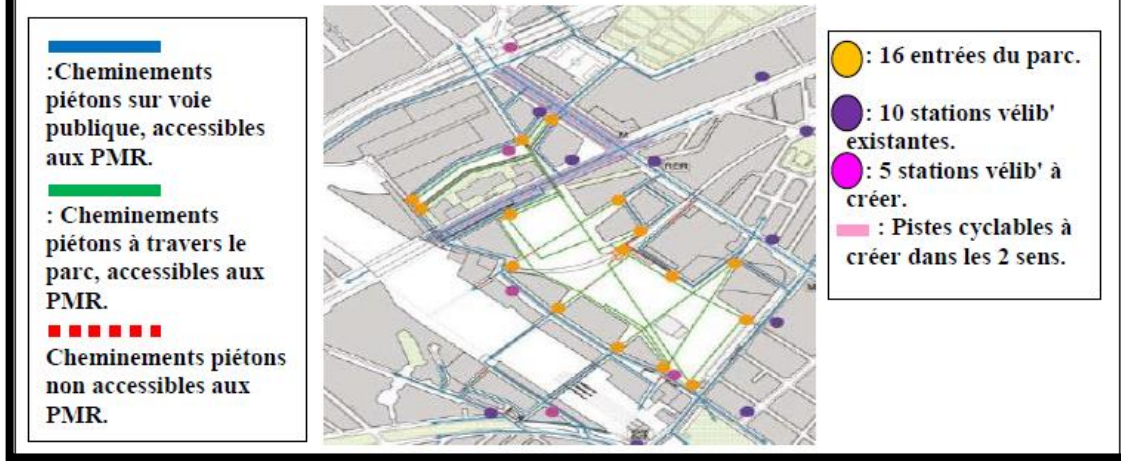 :Cheminements
piétons sur voie
publique, accessibles
aux PMR.
: Cheminements
piétons à travers le
parc, accessibles aux
PMR.
Cheminements piétons
non accessibles aux
PMR.
M
RER
M
: 16 entrées du parc.
: 10 stations vélib'
existantes.
: 5 stations vélib' à
créer.
: Pistes cyclables à
créer dans les 2 sens.